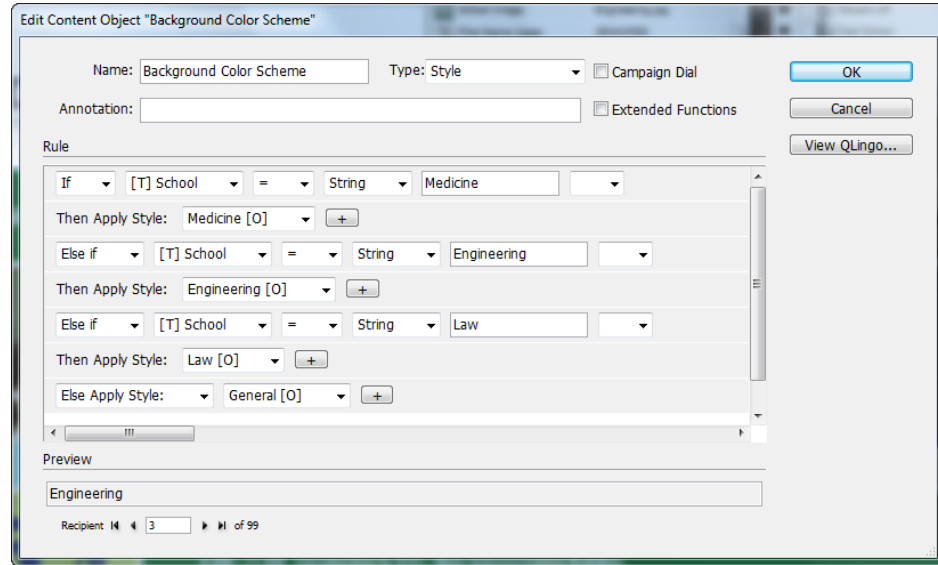 Edit Content Object "Background Color Scheme"
Name: Background Color Scheme Type: Style Campaign Dial OK
Annotation: Extended Functions Cancel
Rule View QLingo...
If [T] School = String Medicine
Then Apply Style: Medicine [O] +
Else if [T] School = String Engineering
Then Apply Style: Engineering [O] +
Else if [T] School = String Law
Then Apply Style: Law [O] +
Else Apply Style: General [O] +
Preview
Engineering
Recipient 3 of 99